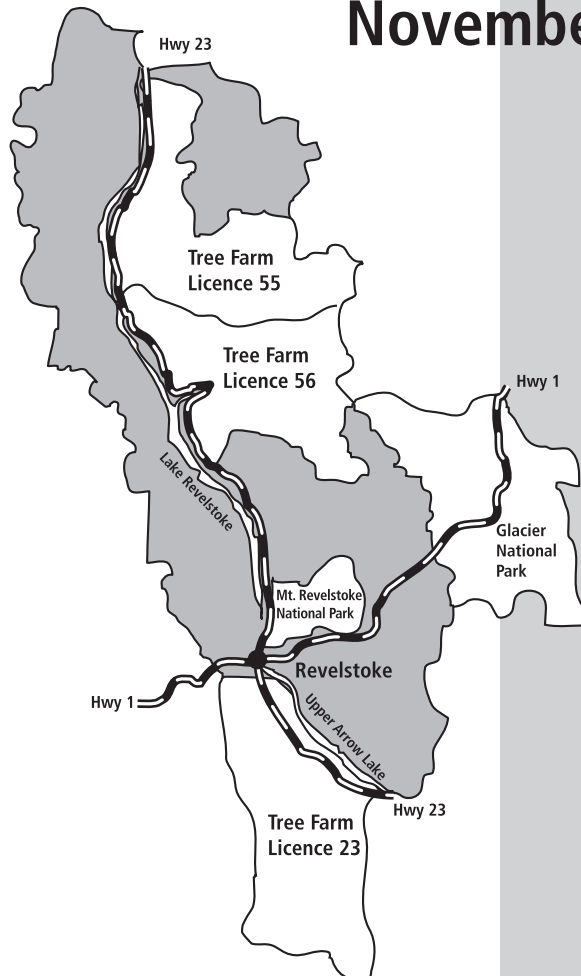 Hwy 23
Tree Farm
Licence 55
Tree Farm
Licence 56
Hwy 1
Lake Revelstoke
Glacier
National
Park
Mt. Revelstoke
National Park
Revelstoke
Hwy 1
Upper Arrow Lake
Hwy 23
Tree Farm
Licence 23